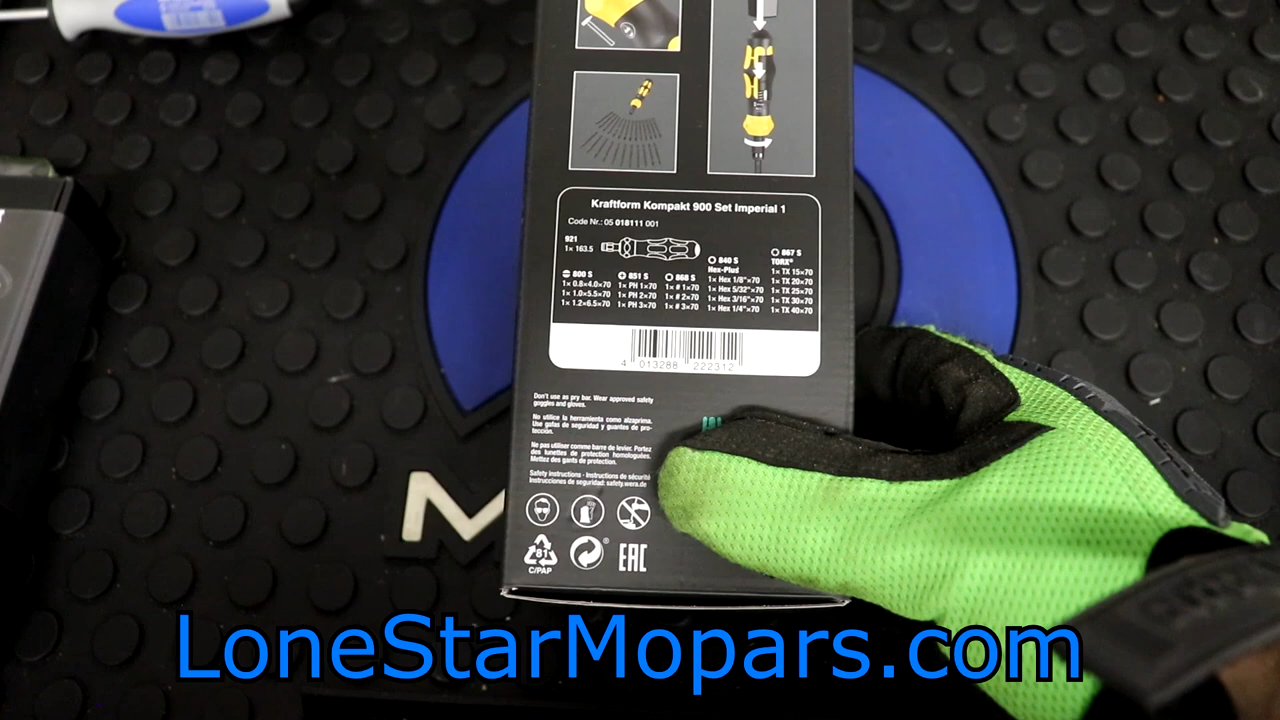 Kraftform Kompakt 900 Set Imperial 1
Code Nr.: 05 018111 001
921
1× 163.5
800 S
1× 0.8×4.0×70
1× 1.0×5.5×70
1× 1.2×6.5×70
851 S
1× PH 1×70
1× PH 2×70
1× PH 3×70
868 S
1× # 1×70
1× # 2×70
1× # 3×70
840 S
Hex-Plus
1× Hex 1/8"×70
1× Hex 5/32"×70
1× Hex 3/16"×70
1× Hex 1/4"×70
867 S
TORX®
1× TX 15×70
1× TX 20×70
1× TX 25×70
1× TX 30×70
1× TX 40×70
4 013288 222312
Don't use as pry bar. Wear approved safety
goggles and gloves.
No utilice la herramienta como alzaprima.
Use gafas de seguridad y guantes de pro-
tección.
Ne pas utiliser comme barre de levier. Portez
des lunettes de protection homologuées.
Mettez des gants de protection.
Safety instructions · Instructions de sécurité
Instrucciones de seguridad: safety.wera.de
81
C/PAP
®
EAC
M
LoneStarMopars.com